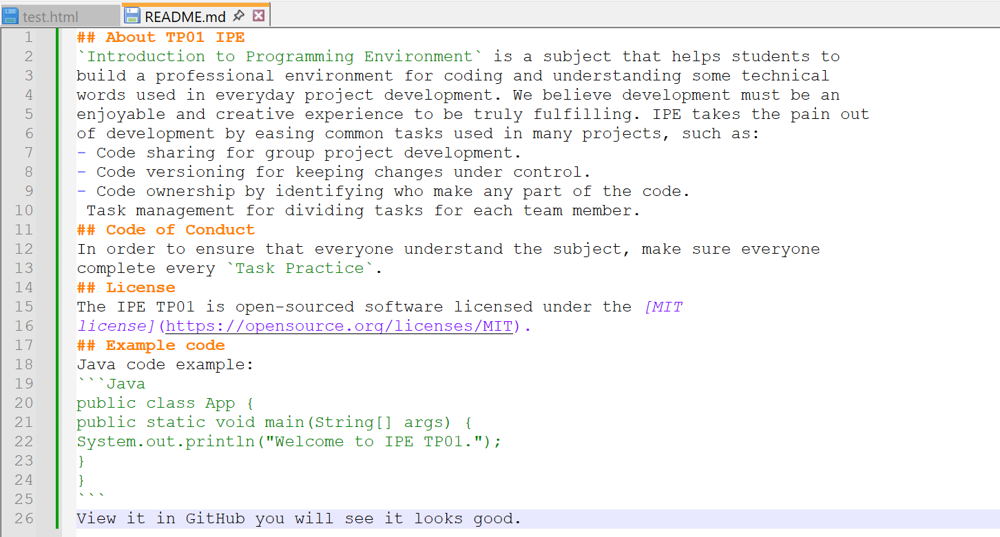 test.html README.md
1 ## About TP01 IPE
2 `Introduction to Programming Environment` is a subject that helps students to
3 build a professional environment for coding and understanding some technical
4 words used in everyday project development. We believe development must be an
5 enjoyable and creative experience to be truly fulfilling. IPE takes the pain out
6 of development by easing common tasks used in many projects, such as:
7 - Code sharing for group project development.
8 - Code versioning for keeping changes under control.
9 - Code ownership by identifying who make any part of the code.
10  Task management for dividing tasks for each team member.
11 ## Code of Conduct
12 In order to ensure that everyone understand the subject, make sure everyone
13 complete every `Task Practice`.
14 ## License
15 The IPE TP01 is open-sourced software licensed under the [MIT
16 license](https://opensource.org/licenses/MIT).
17 ## Example code
18 Java code example:
19 ```Java
20 public class App {
21 public static void main(String[] args) {
22 System.out.println("Welcome to IPE TP01.");
23 }
24 }
25 ```
26 View it in GitHub you will see it looks good.